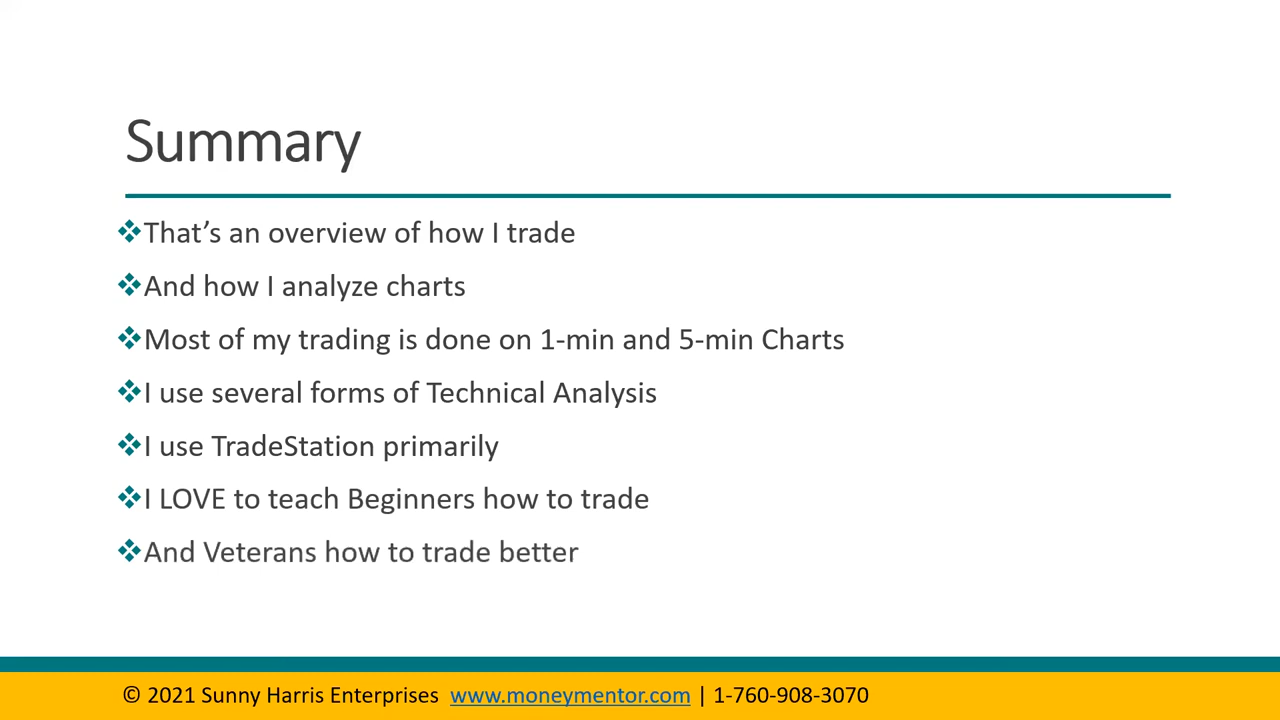 Summary
❖That’s an overview of how I trade
❖And how I analyze charts
❖Most of my trading is done on 1-min and 5-min Charts
❖I use several forms of Technical Analysis
❖I use TradeStation primarily
❖I LOVE to teach Beginners how to trade
❖And Veterans how to trade better
© 2021 Sunny Harris Enterprises www.moneymentor.com | 1-760-908-3070